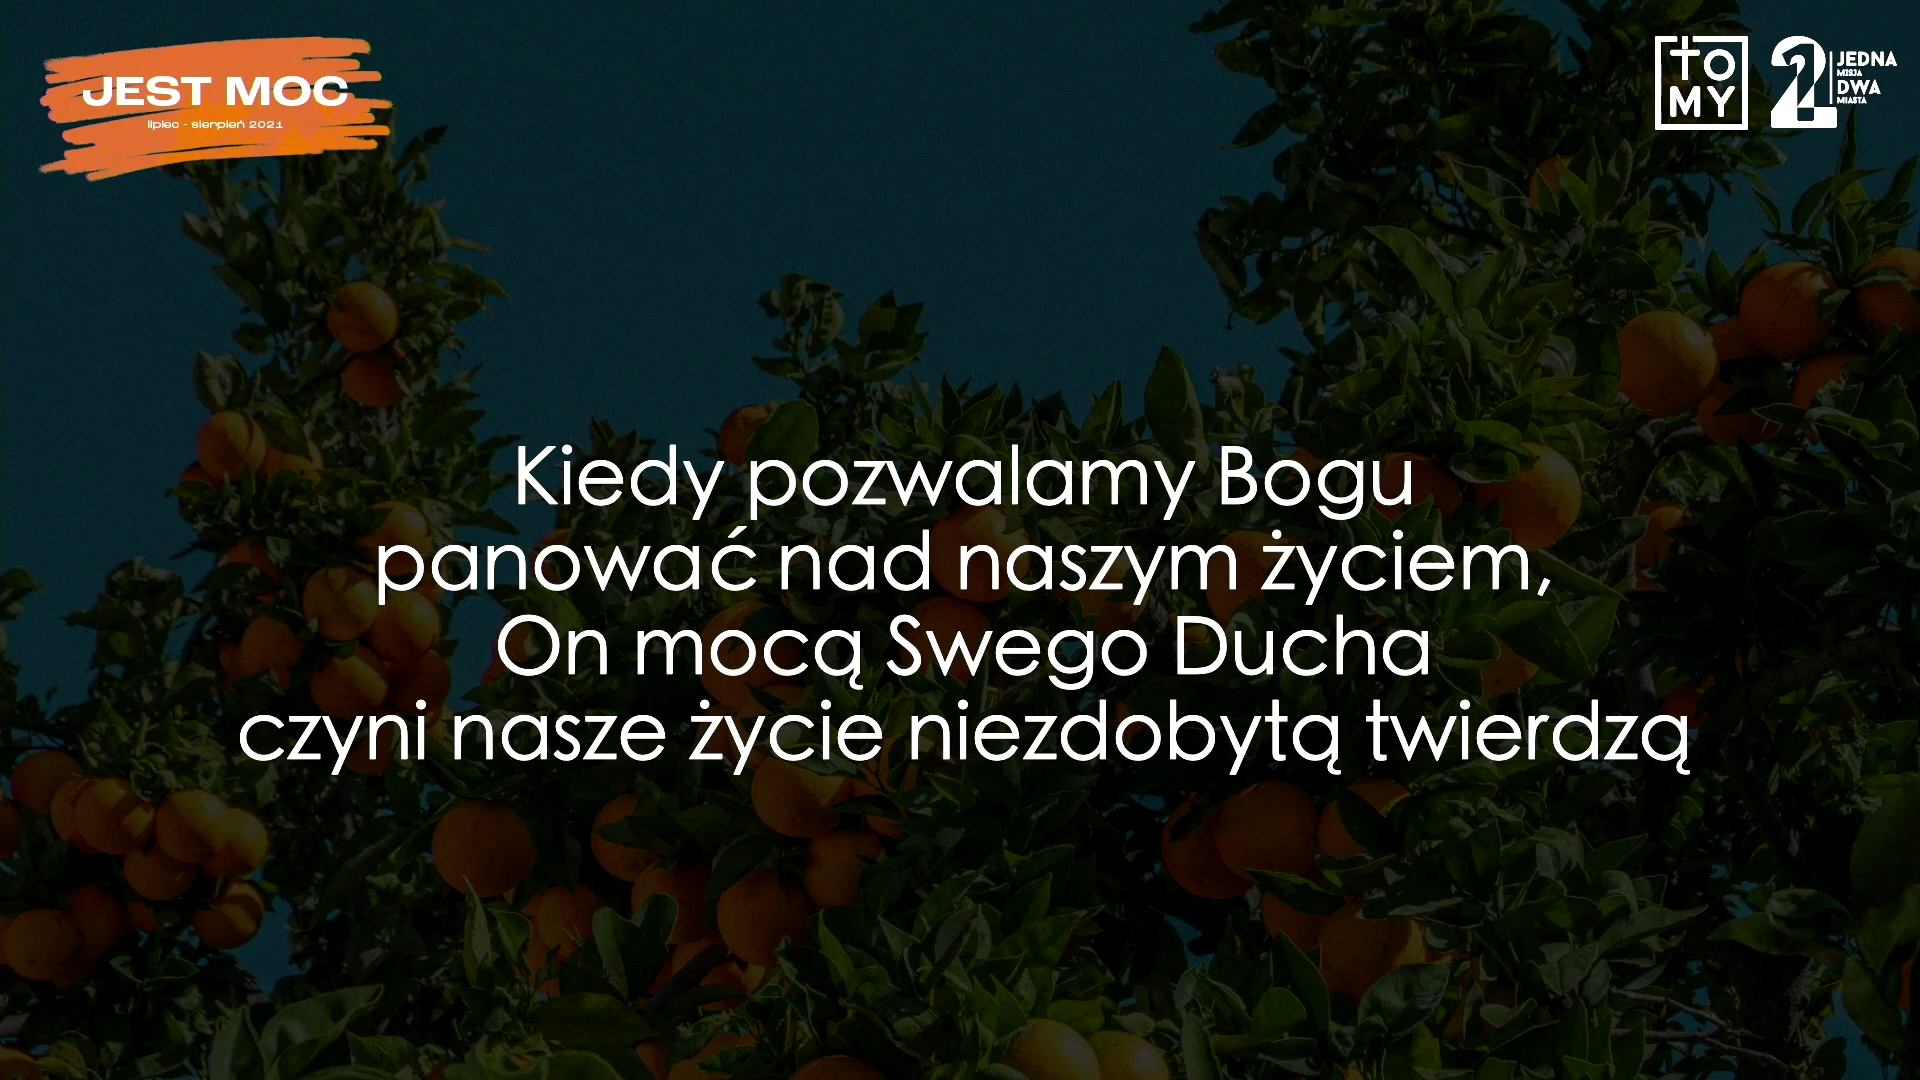 JEST MOC
lipiec - sierpień 2021
TO
MY
2 JEDNA
MISJA
DWA
MIASTA
Kiedy pozwalamy Bogu
panować nad naszym życiem,
On mocą Swego Ducha
czyni nasze życie niezdobytą twierdzą